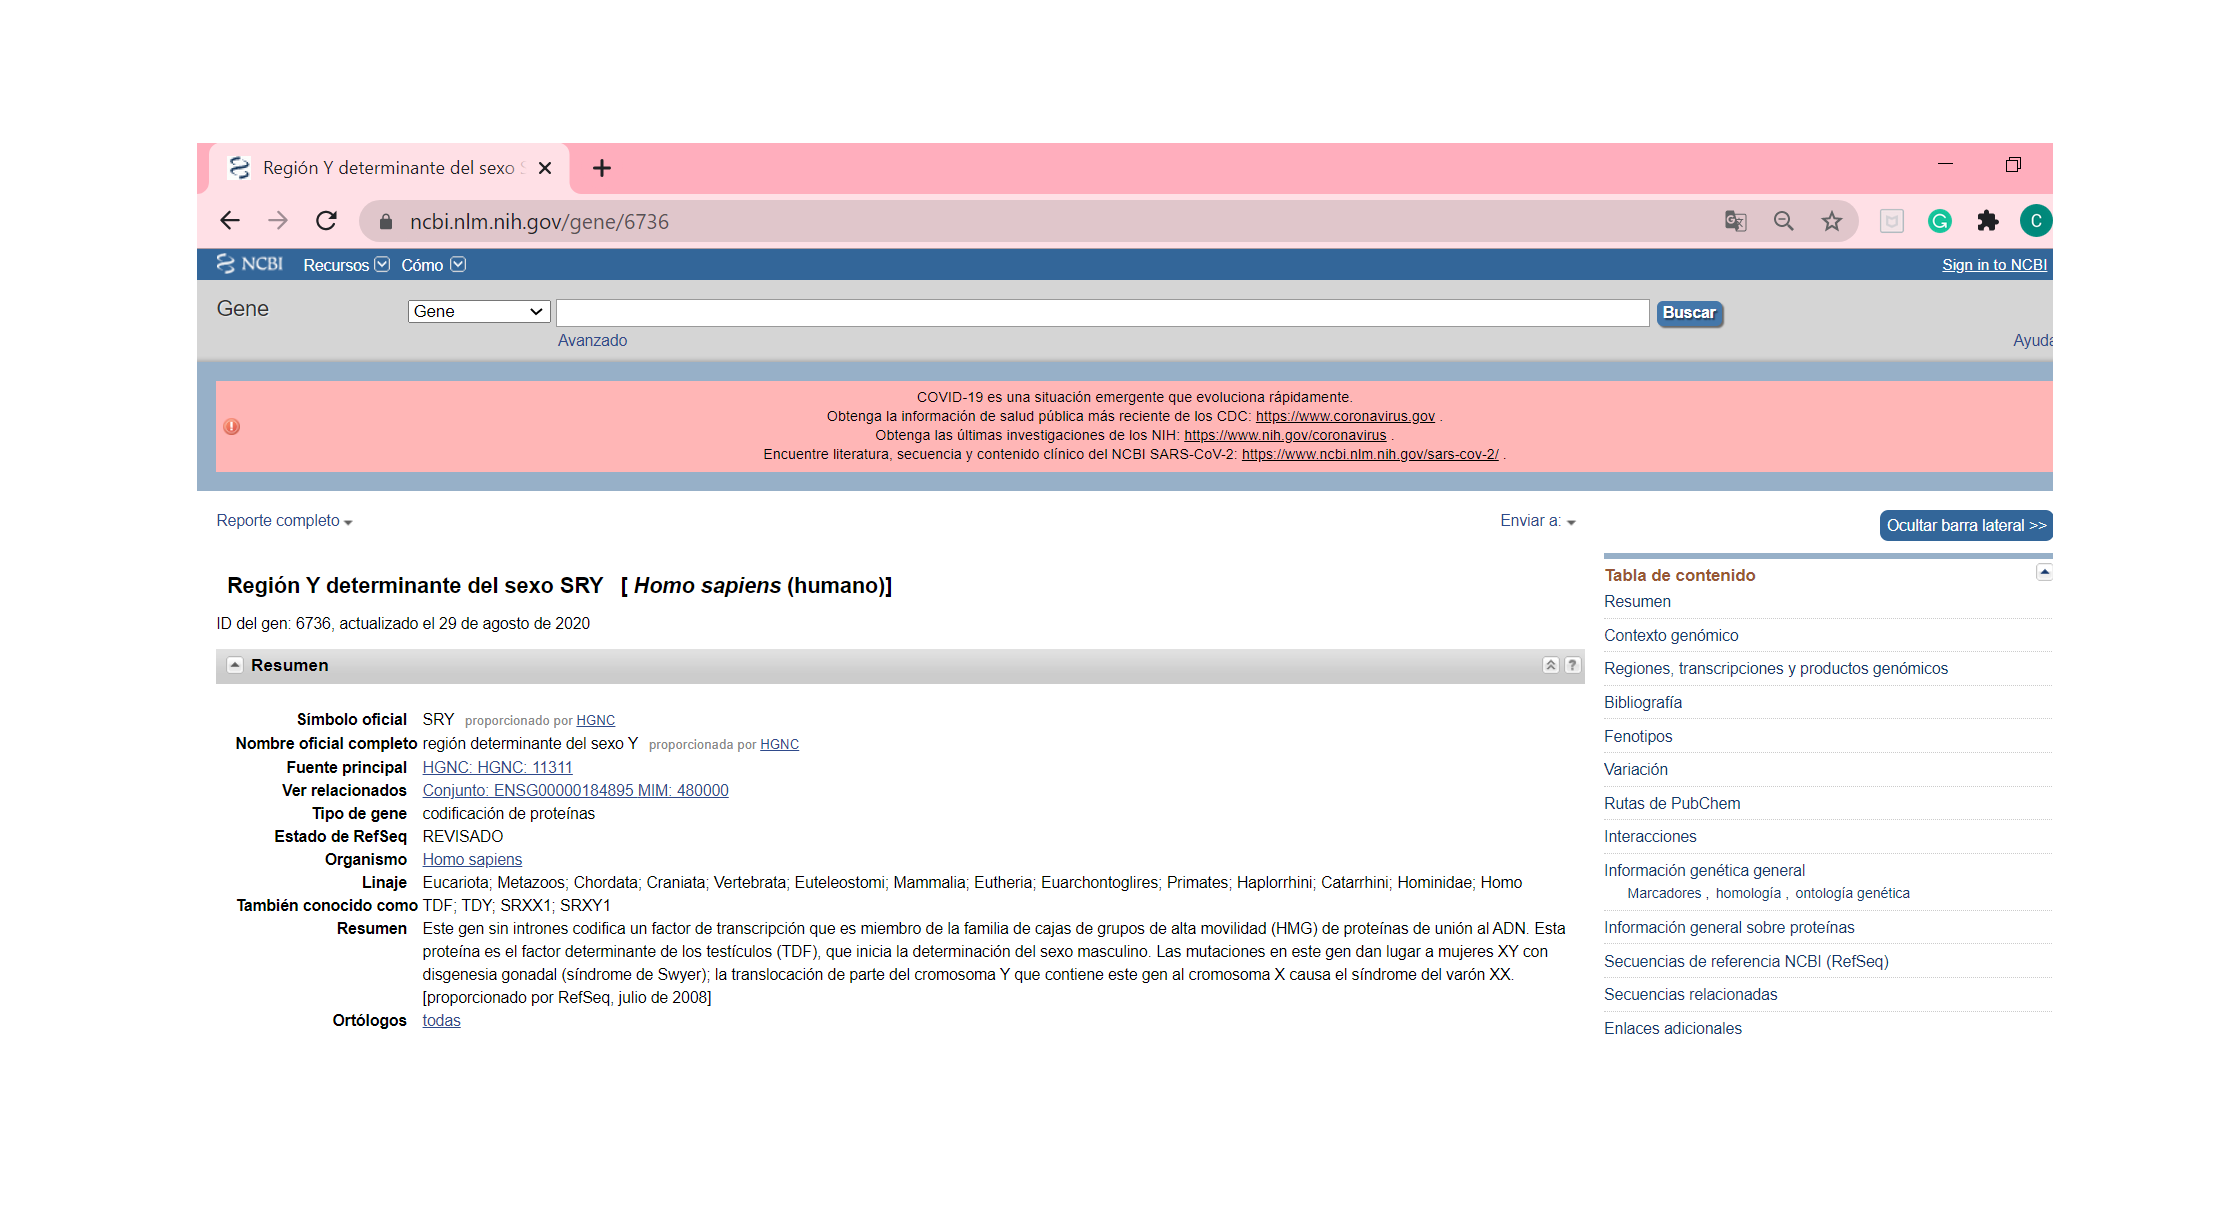 Región Y determinante del sexo
ncbi.nlm.nih.gov/gene/6736
C
NCBI Recursos Cómo Sign in to NCBI
Gene Gene Buscar
Avanzado Ayuda
COVID-19 es una situación emergente que evoluciona rápidamente.
Obtenga la información de salud pública más reciente de los CDC: https://www.coronavirus.gov .
Obtenga las últimas investigaciones de los NIH: https://www.nih.gov/coronavirus .
Encuentre literatura, secuencia y contenido clínico del NCBI SARS-CoV-2: https://www.ncbi.nlm.nih.gov/sars-cov-2/ .
Reporte completo Enviar a:
Región Y determinante del sexo SRY [ Homo sapiens (humano)]
ID del gen: 6736, actualizado el 29 de agosto de 2020
Resumen
Símbolo oficial SRY proporcionado por HGNC
Nombre oficial completo región determinante del sexo Y proporcionada por HGNC
Fuente principal HGNC: HGNC: 11311
Ver relacionados Conjunto: ENSG00000184895 MIM: 480000
Tipo de gene codificación de proteínas
Estado de RefSeq REVISADO
Organismo Homo sapiens
Linaje Eucariota; Metazoos; Chordata; Craniata; Vertebrata; Euteleostomi; Mammalia; Eutheria; Euarchontoglires; Primates; Haplorrhini; Catarrhini; Hominidae; Homo
También conocido como TDF; TDY; SRXX1; SRXY1
Resumen Este gen sin intrones codifica un factor de transcripción que es miembro de la familia de cajas de grupos de alta movilidad (HMG) de proteínas de unión al ADN. Esta
proteína es el factor determinante de los testículos (TDF), que inicia la determinación del sexo masculino. Las mutaciones en este gen dan lugar a mujeres XY con
disgenesia gonadal (síndrome de Swyer); la translocación de parte del cromosoma Y que contiene este gen al cromosoma X causa el síndrome del varón XX.
[proporcionado por RefSeq, julio de 2008]
Ortólogos todas
Ocultar barra lateral >>
Tabla de contenido
Resumen
Contexto genómico
Regiones, transcripciones y productos genómicos
Bibliografía
Fenotipos
Variación
Rutas de PubChem
Interacciones
Información genética general
Marcadores , homología , ontología genética
Información general sobre proteínas
Secuencias de referencia NCBI (RefSeq)
Secuencias relacionadas
Enlaces adicionales